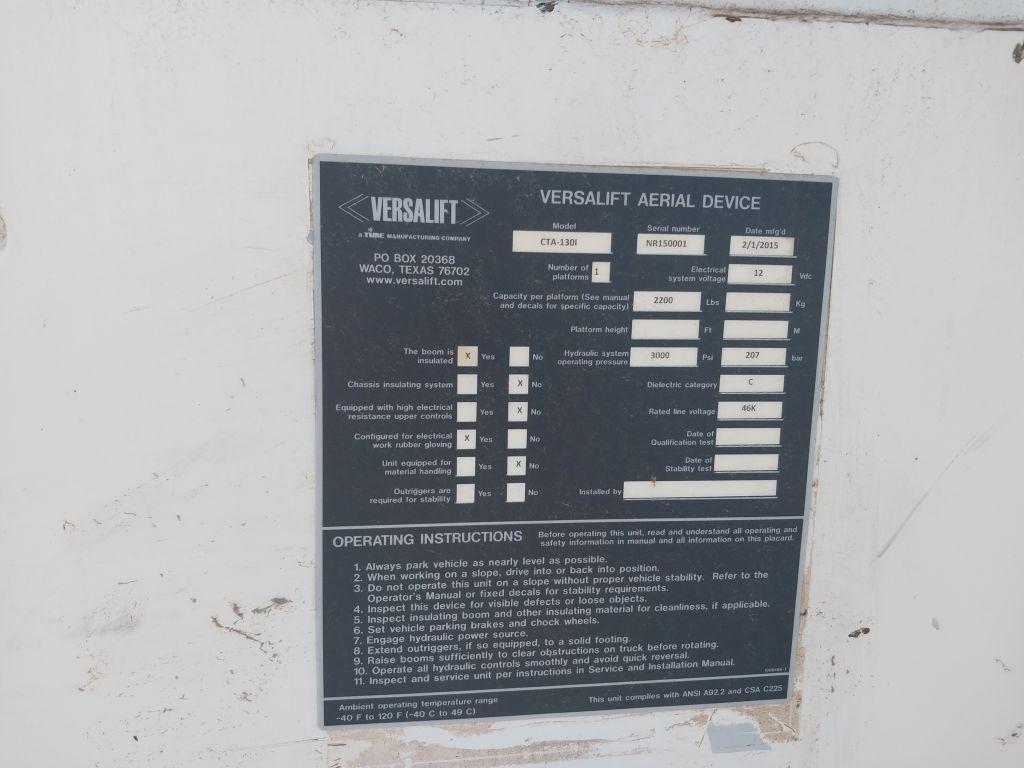 VERSALIFT
a TIME MANUFACTURING COMPANY
PO BOX 20368
WACO, TEXAS 76702
www.versalift.com
VERSALIFT AERIAL DEVICE
Model Serial number Date mfg'd
CTA-130I NR150001 2/1/2015
Number of platforms 1 Electrical system voltage 12 Vdc
Capacity per platform (See manual and decals for specific capacity) 2200 Lbs Kg
Platform height Ft M
The boom is insulated X Yes No Hydraulic system operating pressure 3000 Psi 207 bar
Chassis insulating system Yes X No Dielectric category C
Equipped with high electrical resistance upper controls Yes X No Rated line voltage 46K
Configured for electrical work rubber gloving X Yes No Date of Qualification test
Unit equipped for material handling Yes X No Date of Stability test
Outriggers are required for stability Yes No Installed by
OPERATING INSTRUCTIONS
Before operating this unit, read and understand all operating and
safety information in manual and all information on this placard.
1. Always park vehicle as nearly level as possible.
2. When working on a slope, drive into or back into position.
3. Do not operate this unit on a slope without proper vehicle stability. Refer to the
Operator's Manual or fixed decals for stability requirements.
4. Inspect this device for visible defects or loose objects.
5. Inspect insulating boom and other insulating material for cleanliness, if applicable.
6. Set vehicle parking brakes and chock wheels.
7. Engage hydraulic power source.
8. Extend outriggers, if so equipped, to a solid footing.
9. Raise booms sufficiently to clear obstructions on truck before rotating.
10. Operate all hydraulic controls smoothly and avoid quick reversal.
11. Inspect and service unit per instructions in Service and Installation Manual.
Ambient operating temperature range
-40 F to 120 F (-40 C to 49 C)
This unit complies with ANSI A92.2 and CSA C225